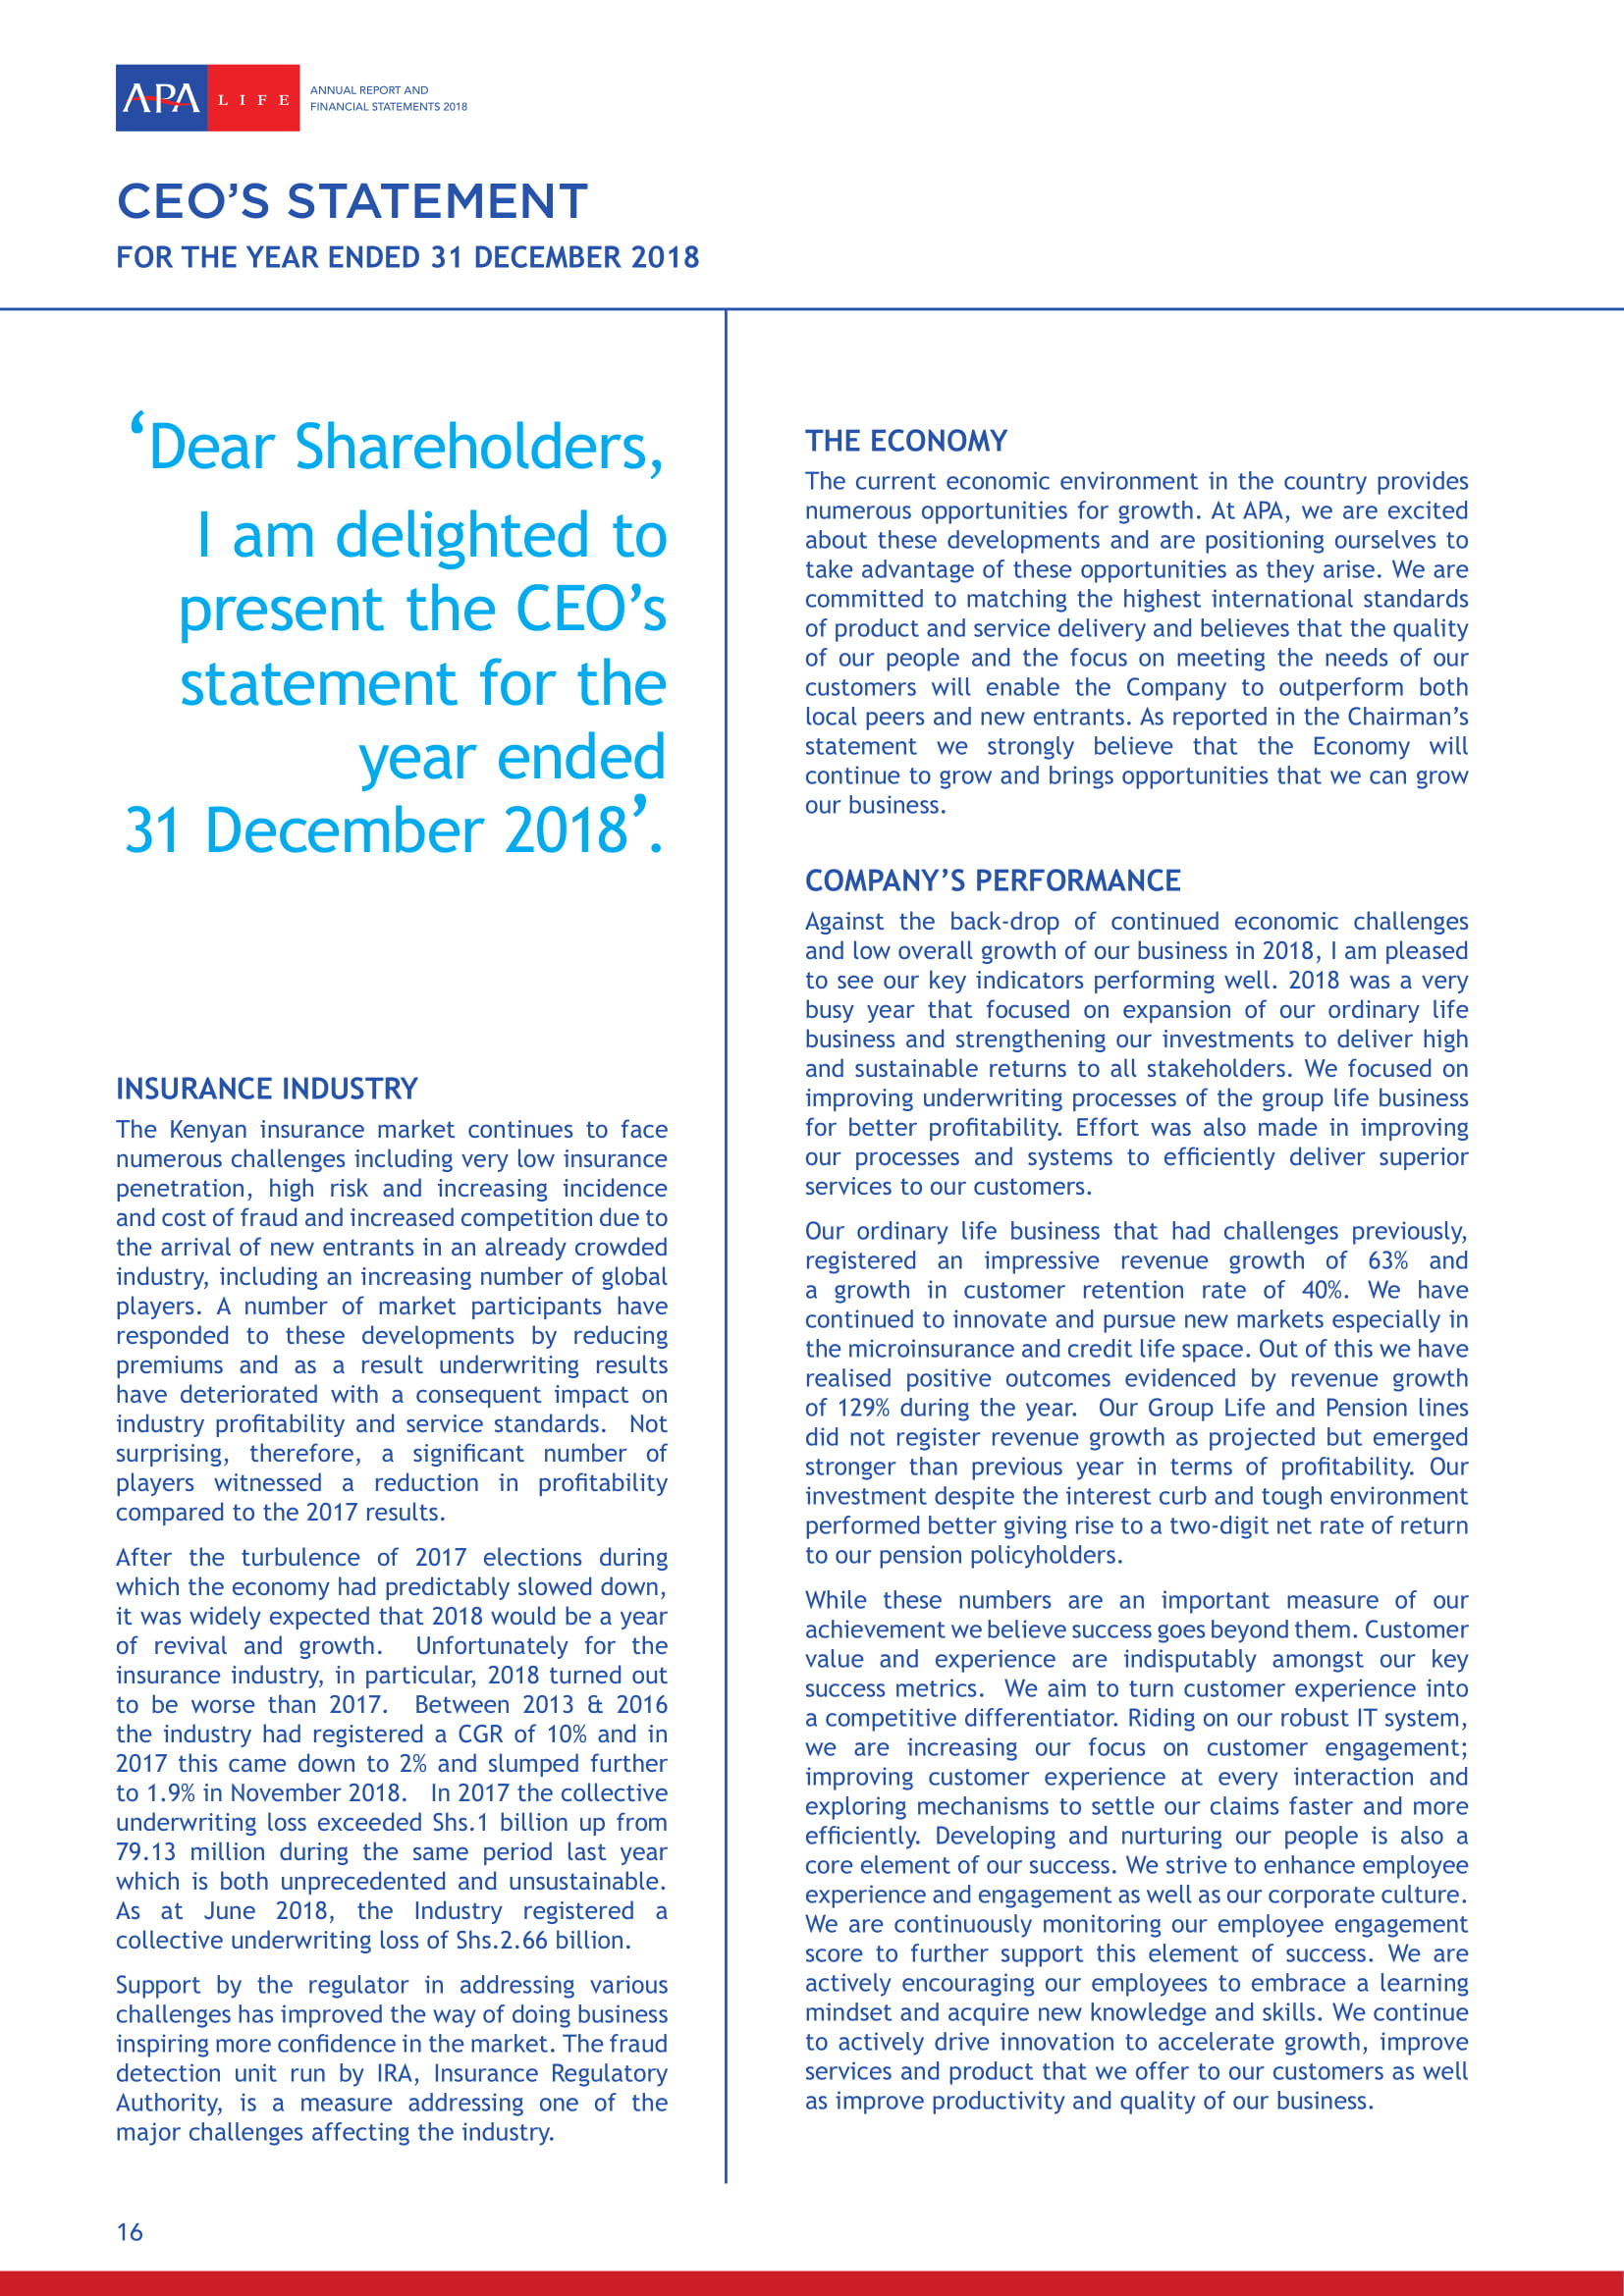 APA LIFE
ANNUAL REPORT AND
FINANCIAL STATEMENTS 2018
CEO’S STATEMENT
FOR THE YEAR ENDED 31 DECEMBER 2018
‘Dear Shareholders,
I am delighted to
present the CEO’s
statement for the
year ended
31 December 2018’.
INSURANCE INDUSTRY
The Kenyan insurance market continues to face
numerous challenges including very low insurance
penetration, high risk and increasing incidence
and cost of fraud and increased competition due to
the arrival of new entrants in an already crowded
industry, including an increasing number of global
players. A number of market participants have
responded to these developments by reducing
premiums and as a result underwriting results
have deteriorated with a consequent impact on
industry profitability and service standards. Not
surprising, therefore, a significant number of
players witnessed a reduction in profitability
compared to the 2017 results.
After the turbulence of 2017 elections during
which the economy had predictably slowed down,
it was widely expected that 2018 would be a year
of revival and growth. Unfortunately for the
insurance industry, in particular, 2018 turned out
to be worse than 2017. Between 2013 & 2016
the industry had registered a CGR of 10% and in
2017 this came down to 2% and slumped further
to 1.9% in November 2018. In 2017 the collective
underwriting loss exceeded Shs.1 billion up from
79.13 million during the same period last year
which is both unprecedented and unsustainable.
As at June 2018, the Industry registered a
collective underwriting loss of Shs.2.66 billion.
Support by the regulator in addressing various
challenges has improved the way of doing business
inspiring more confidence in the market. The fraud
detection unit run by IRA, Insurance Regulatory
Authority, is a measure addressing one of the
major challenges affecting the industry.
THE ECONOMY
The current economic environment in the country provides
numerous opportunities for growth. At APA, we are excited
about these developments and are positioning ourselves to
take advantage of these opportunities as they arise. We are
committed to matching the highest international standards
of product and service delivery and believes that the quality
of our people and the focus on meeting the needs of our
customers will enable the Company to outperform both
local peers and new entrants. As reported in the Chairman’s
statement we strongly believe that the Economy will
continue to grow and brings opportunities that we can grow
our business.
COMPANY’S PERFORMANCE
Against the back-drop of continued economic challenges
and low overall growth of our business in 2018, I am pleased
to see our key indicators performing well. 2018 was a very
busy year that focused on expansion of our ordinary life
business and strengthening our investments to deliver high
and sustainable returns to all stakeholders. We focused on
improving underwriting processes of the group life business
for better profitability. Effort was also made in improving
our processes and systems to efficiently deliver superior
services to our customers.
Our ordinary life business that had challenges previously,
registered an impressive revenue growth of 63% and
a growth in customer retention rate of 40%. We have
continued to innovate and pursue new markets especially in
the microinsurance and credit life space. Out of this we have
realised positive outcomes evidenced by revenue growth
of 129% during the year. Our Group Life and Pension lines
did not register revenue growth as projected but emerged
stronger than previous year in terms of profitability. Our
investment despite the interest curb and tough environment
performed better giving rise to a two-digit net rate of return
to our pension policyholders.
While these numbers are an important measure of our
achievement we believe success goes beyond them. Customer
value and experience are indisputably amongst our key
success metrics. We aim to turn customer experience into
a competitive differentiator. Riding on our robust IT system,
we are increasing our focus on customer engagement;
improving customer experience at every interaction and
exploring mechanisms to settle our claims faster and more
efficiently. Developing and nurturing our people is also a
core element of our success. We strive to enhance employee
experience and engagement as well as our corporate culture.
We are continuously monitoring our employee engagement
score to further support this element of success. We are
actively encouraging our employees to embrace a learning
mindset and acquire new knowledge and skills. We continue
to actively drive innovation to accelerate growth, improve
services and product that we offer to our customers as well
as improve productivity and quality of our business.
16